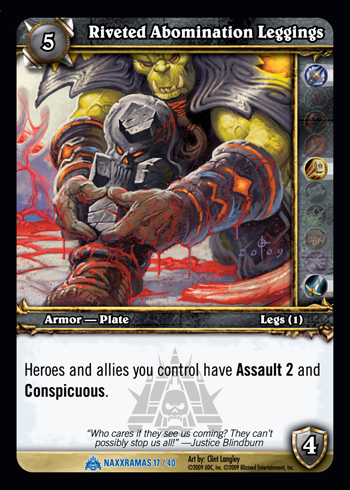 5
Riveted Abomination Leggings
2009
Armor — Plate
Legs (1)
Heroes and allies you control have Assault 2 and
Conspicuous.
"Who cares if they see us coming? They can't
possibly stop us all!" —Justice Blindburn
4
NAXXRAMAS 17 / 40
Art by: Clint Langley
©2009 UDC, Inc. ©2009 Blizzard Entertainment, Inc.